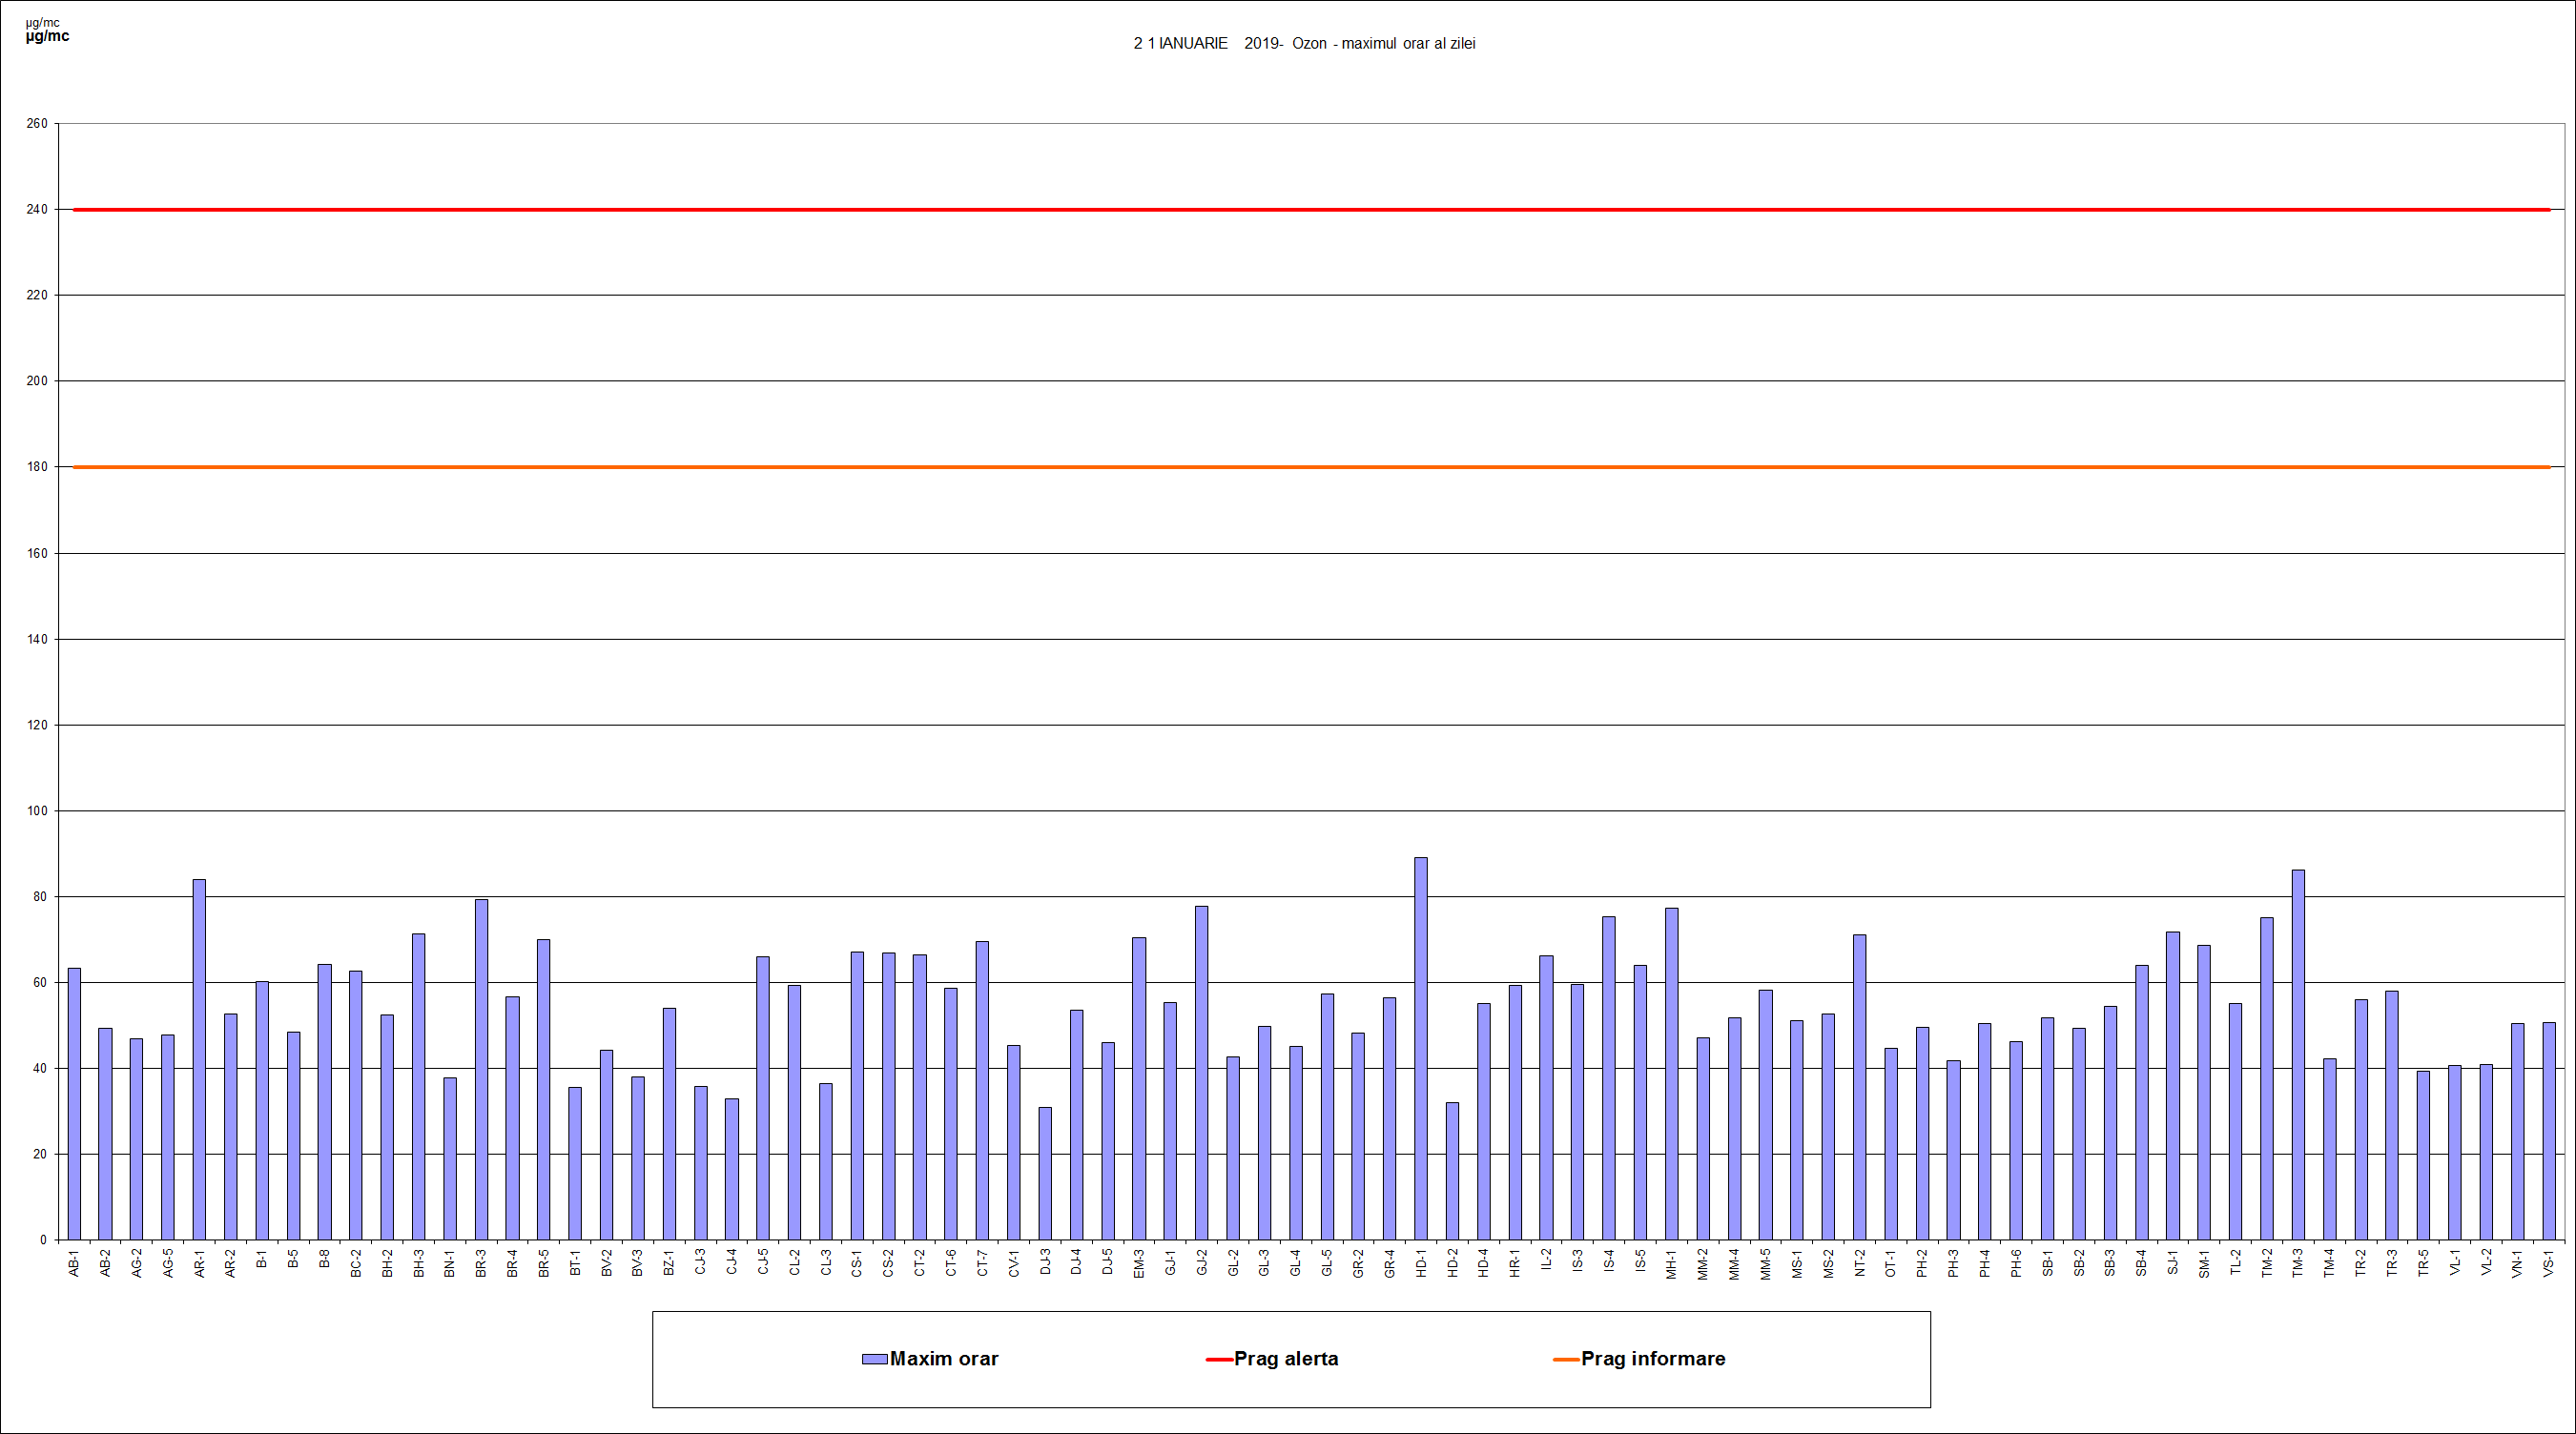 µg/mc
µg/mc
2 1 IANUARIE 2019- Ozon - maximul orar al zilei
260
240
220
200
180
160
140
120
100
80
60
40
20
0
AB-1 AB-2 AG-2 AG-5 AR-1 AR-2 B-1 B-5 B-8 BC-2 BH-2 BH-3 BN-1 BR-3 BR-4 BR-5 BT-1 BV-2 BV-3 BZ-1 CJ-3 CJ-4 CJ-5 CL-2 CL-3 CS-1 CS-2 CT-2 CT-6 CT-7 CV-1 DJ-3 DJ-4 DJ-5 EM-3 GJ-1 GJ-2 GL-2 GL-3 GL-4 GL-5 GR-2 GR-4 HD-1 HD-2 HD-4 HR-1 IL-2 IS-3 IS-4 IS-5 MH-1 MM-2 MM-4 MM-5 MS-1 MS-2 NT-2 OT-1 PH-2 PH-3 PH-4 PH-6 SB-1 SB-2 SB-3 SB-4 SJ-1 SM-1 TL-2 TM-2 TM-3 TM-4 TR-2 TR-3 TR-5 VL-1 VL-2 VN-1 VS-1
Maxim orar Prag alerta Prag informare